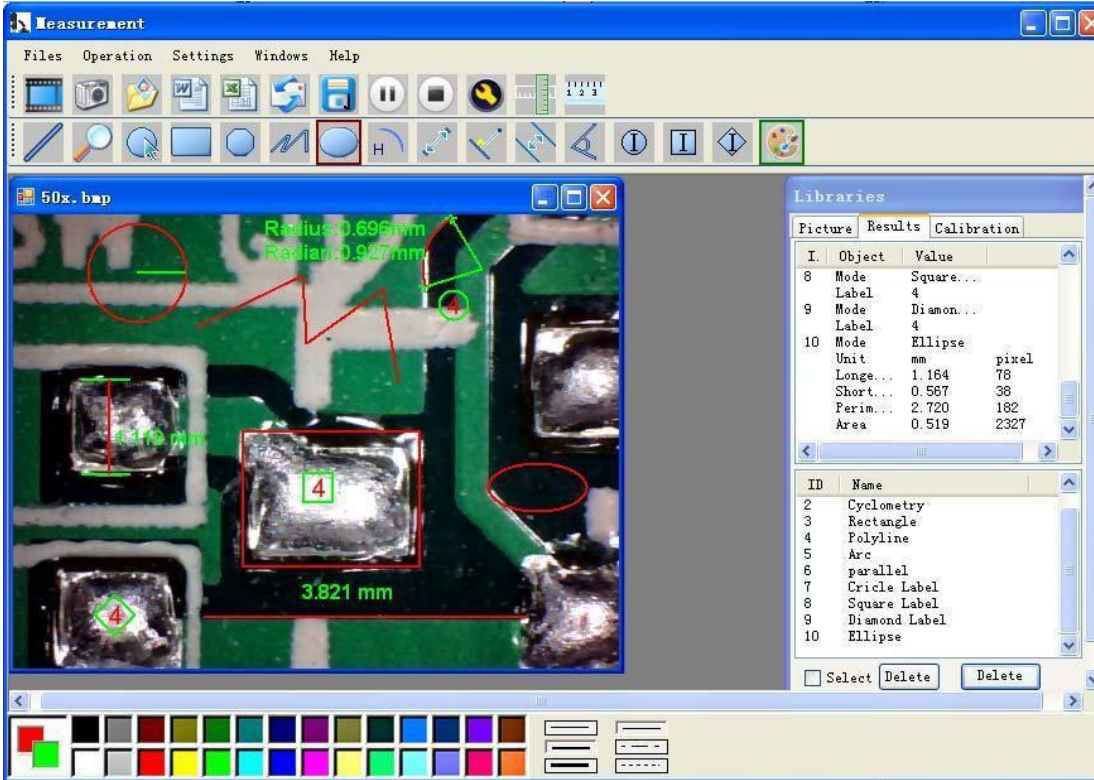 Measurement
Files Operation Settings Windows Help
1 2 3
H
I I I
50x.bmp
Radius:0.696mm
Radian:0.927mm
4
1.119 mm
4
3.821 mm
4
Libraries
Picture Results Calibration
I. Object Value
8 Mode Square...
Label 4
9 Mode Diamon...
Label 4
10 Mode Ellipse
Unit mm pixel
Longe... 1.164 78
Short... 0.567 38
Perim... 2.720 182
Area 0.519 2327
ID Name
2 Cyclometry
3 Rectangle
4 Polyline
5 Arc
6 parallel
7 Cricle Label
8 Square Label
9 Diamond Label
10 Ellipse
Select Delete Delete